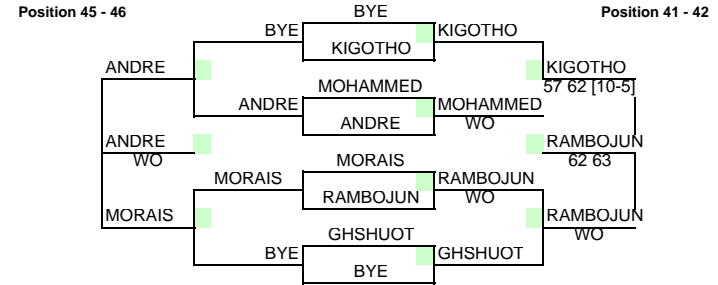 Position 45 - 46 BYE Position 41 - 42
BYE KIGOTHO
KIGOTHO
ANDRE KIGOTHO
MOHAMMED 57 62 [10-5]
ANDRE MOHAMMED
ANDRE WO
ANDRE RAMBOJUN
WO MORAIS 62 63
MORAIS RAMBOJUN
RAMBOJUN WO
MORAIS RAMBOJUN
GHSHUOT WO
BYE GHSHUOT
BYE